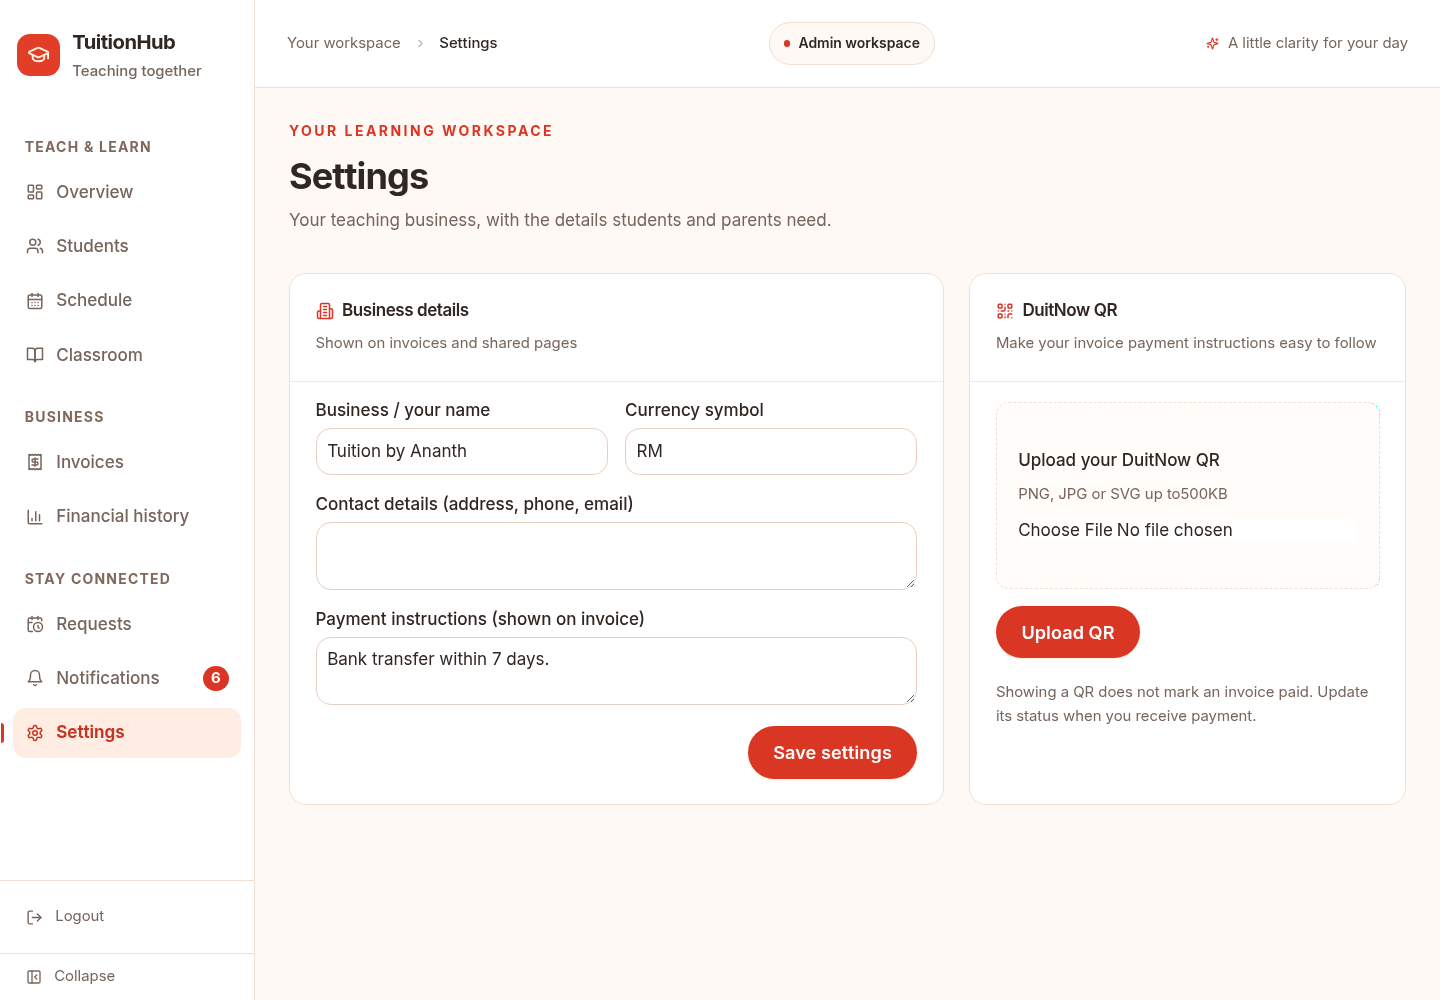 TuitionHub
Teaching together
TEACH & LEARN
Overview
Students
Schedule
Classroom
BUSINESS
Invoices
Financial history
STAY CONNECTED
Requests
Notifications 6
Settings
Logout
Collapse
Your workspace > Settings
Admin workspace
A little clarity for your day
YOUR LEARNING WORKSPACE
Settings
Your teaching business, with the details students and parents need.
Business details
Shown on invoices and shared pages
Business / your name
Tuition by Ananth
Currency symbol
RM
Contact details (address, phone, email)
Payment instructions (shown on invoice)
Bank transfer within 7 days.
Save settings
DuitNow QR
Make your invoice payment instructions easy to follow
Upload your DuitNow QR
PNG, JPG or SVG up to500KB
Choose File No file chosen
Upload QR
Showing a QR does not mark an invoice paid. Update
its status when you receive payment.